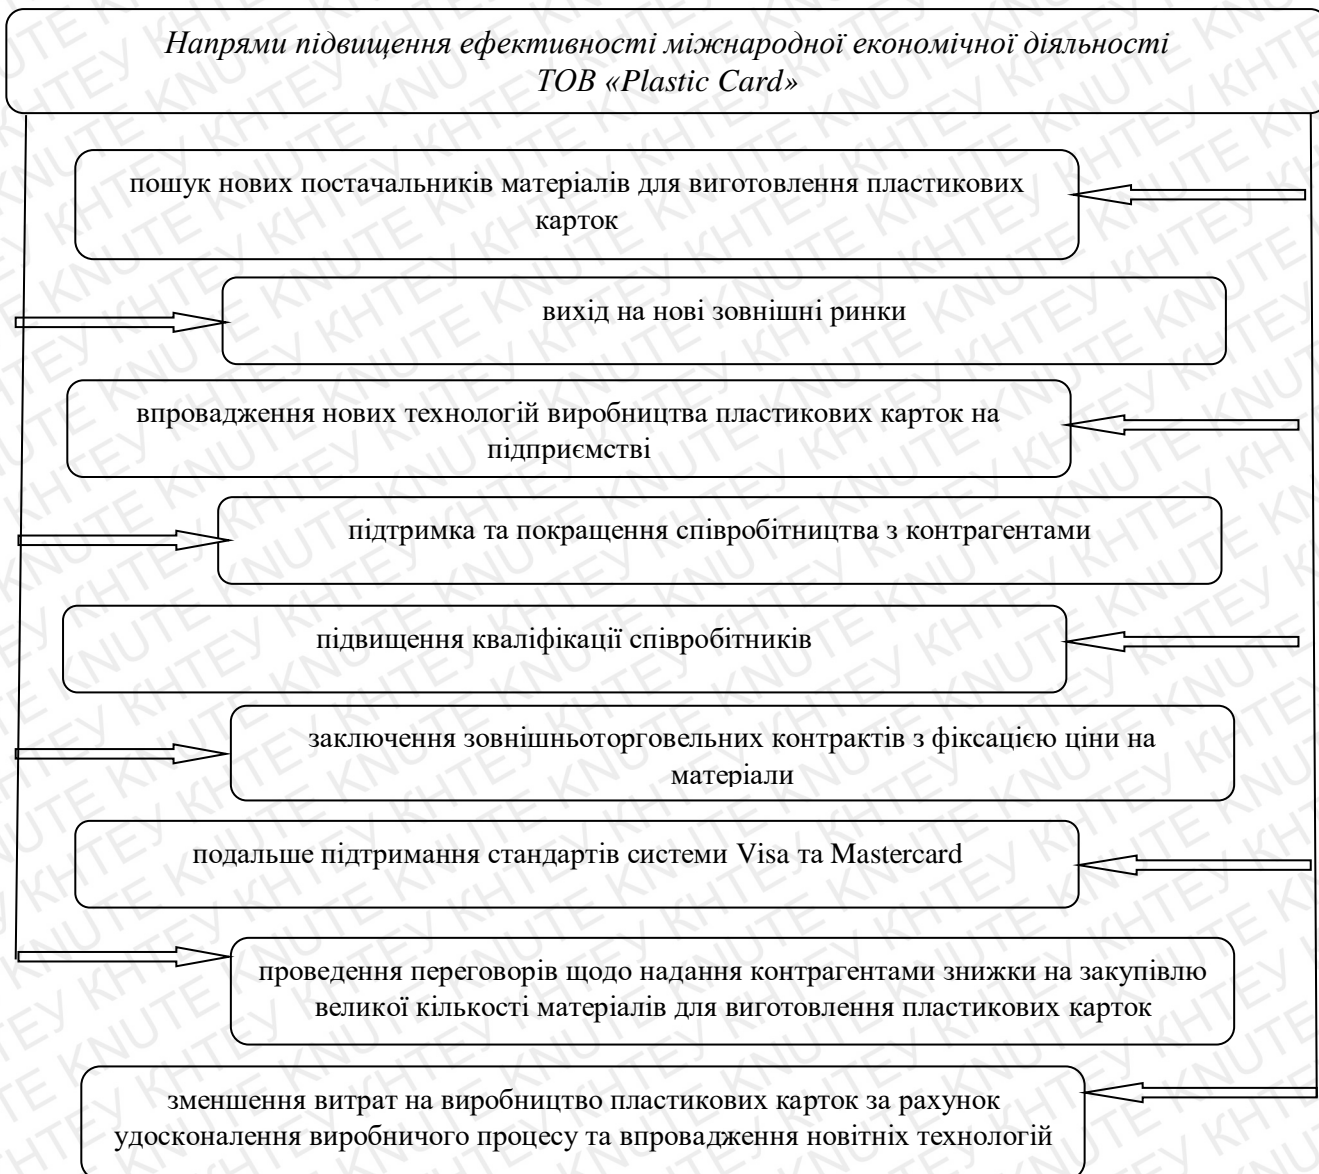 Напрями підвищення ефективності міжнародної економічної діяльності
ТОВ «Plastic Card»
пошук нових постачальників матеріалів для виготовлення пластикових
карток
вихід на нові зовнішні ринки
впровадження нових технологій виробництва пластикових карток на
підприємстві
підтримка та покращення співробітництва з контрагентами
підвищення кваліфікації співробітників
заключення зовнішньоторговельних контрактів з фіксацією ціни на
матеріали
подальше підтримання стандартів системи Visa та Mastercard
проведення переговорів щодо надання контрагентами знижки на закупівлю
великої кількості матеріалів для виготовлення пластикових карток
зменшення витрат на виробництво пластикових карток за рахунок
удосконалення виробничого процесу та впровадження новітніх технологій